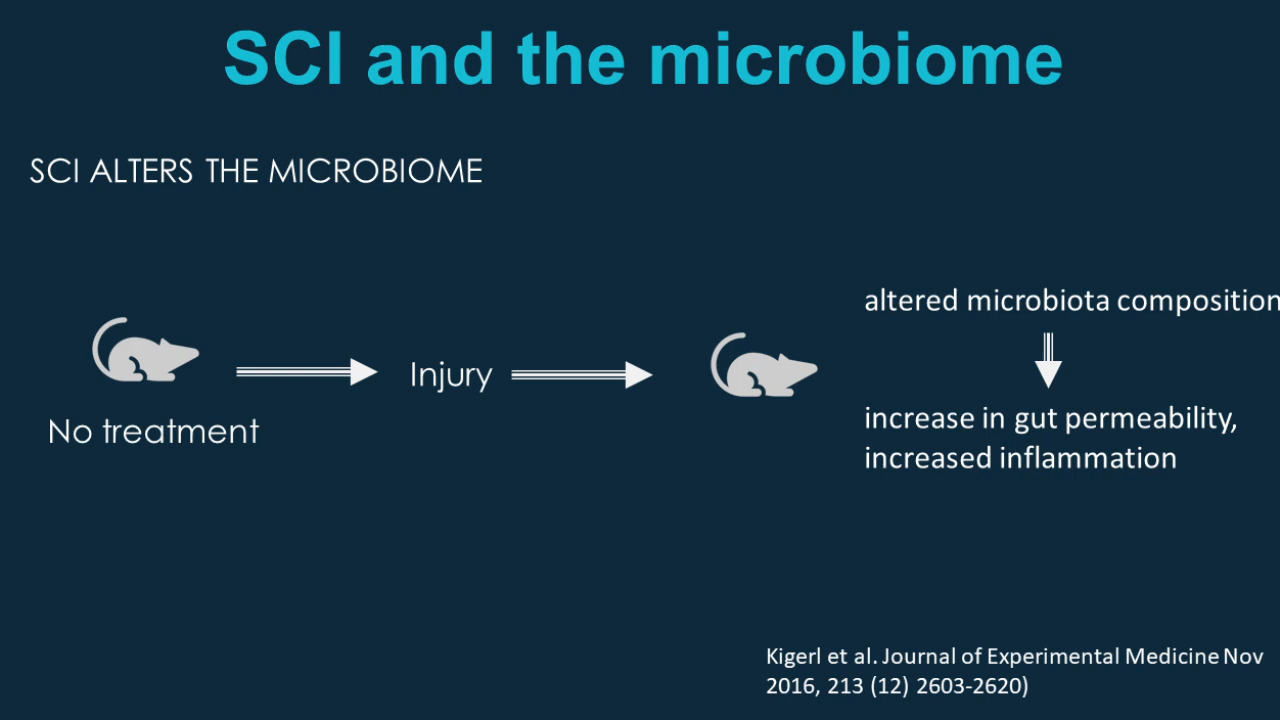 SCI and the microbiome
SCI ALTERS THE MICROBIOME
No treatment
Injury
altered microbiota composition
increase in gut permeability,
increased inflammation
Kigerl et al. Journal of Experimental Medicine Nov
2016, 213 (12) 2603-2620)